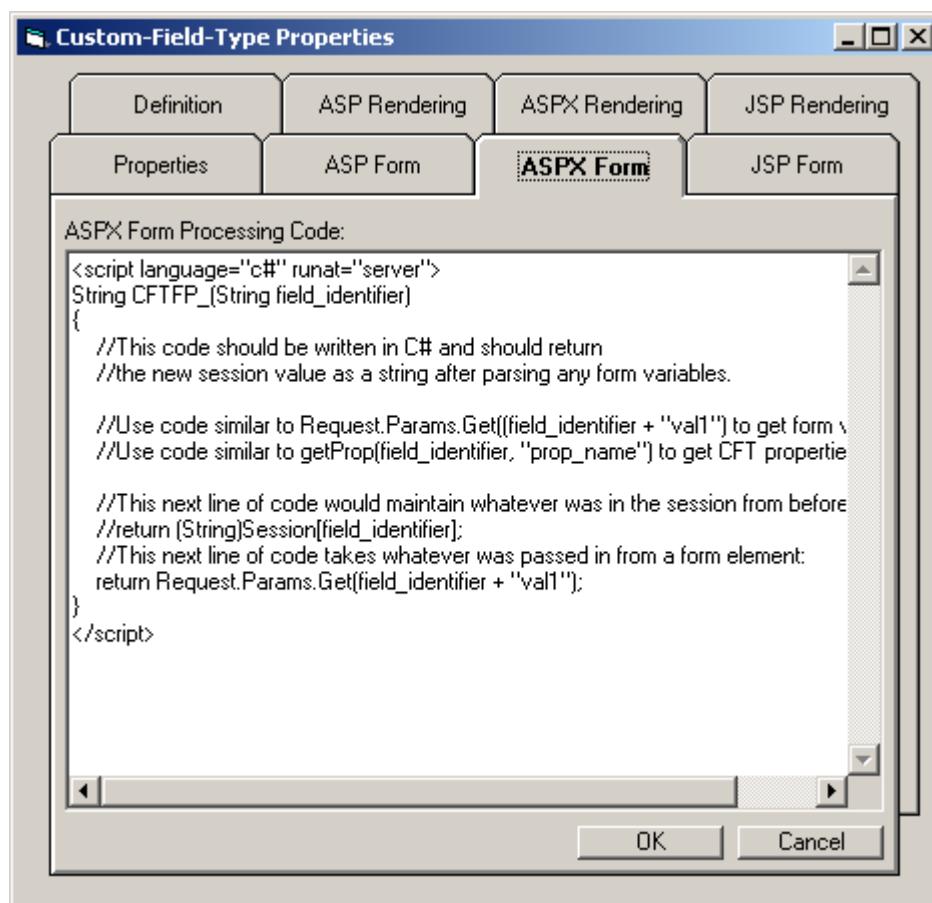 Custom-Field-Type Properties
Definition
ASP Rendering
ASPX Rendering
JSP Rendering
Properties
ASP Form
ASPX Form
JSP Form
ASPX Form Processing Code:
<script language="c#" runat="server">
String CFTFP_(String field_identifier)
{
//This code should be written in C# and should return
//the new session value as a string after parsing any form variables.
//Use code similar to Request.Params.Get((field_identifier + "val1") to get form v
//Use code similar to getProp(field_identifier, "prop_name") to get CFT propertie
//This next line of code would maintain whatever was in the session from before
//return (String)Session[field_identifier];
//This next line of code takes whatever was passed in from a form element:
return Request.Params.Get(field_identifier + "val1");
}
</script>
OK
Cancel